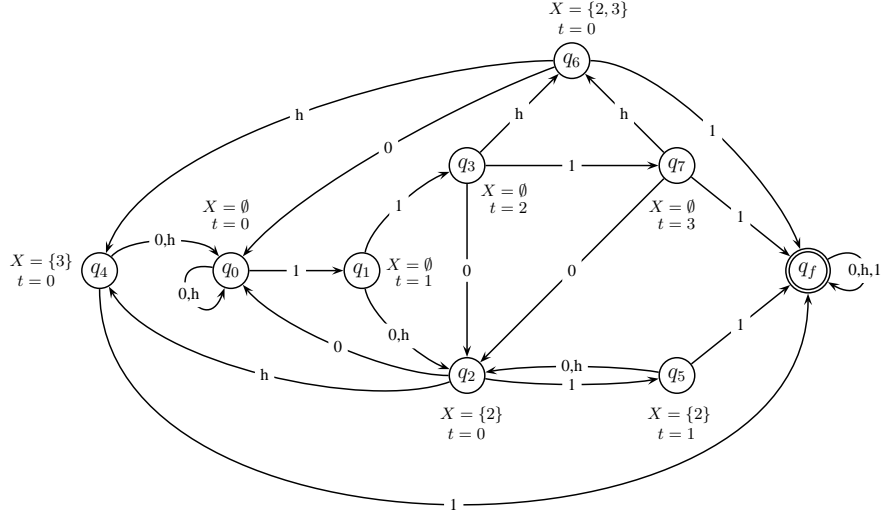 X = {2, 3}
t = 0
q6
h
1
0
h
h
q3
1
q7
X = ∅
t = 2
X = ∅
t = 3
X = ∅
t = 0
1
1
0,h
X = {3}
t = 0
q4
q0
1
q1
X = ∅
t = 1
0
0
qf
0,h,1
0,h
0,h
1
0
h
q2
0,h
1
q5
X = {2}
t = 0
X = {2}
t = 1
1